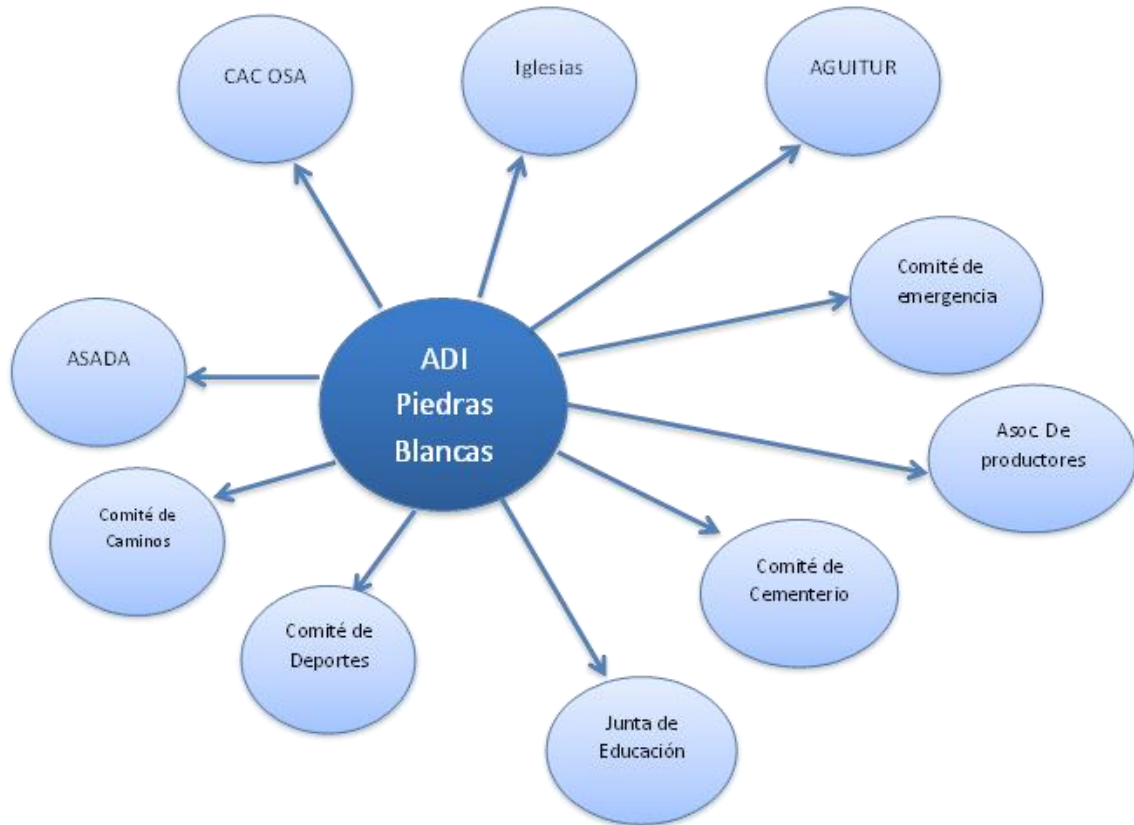 CAC OSA
Iglesias
AGUITUR
Comité de
emergencia
ADI
Piedras
Blancas
ASADA
Asoc. De
productores
Comité de
Caminos
Comité de
Cementerio
Comité de
Deportes
Junta de
Educación